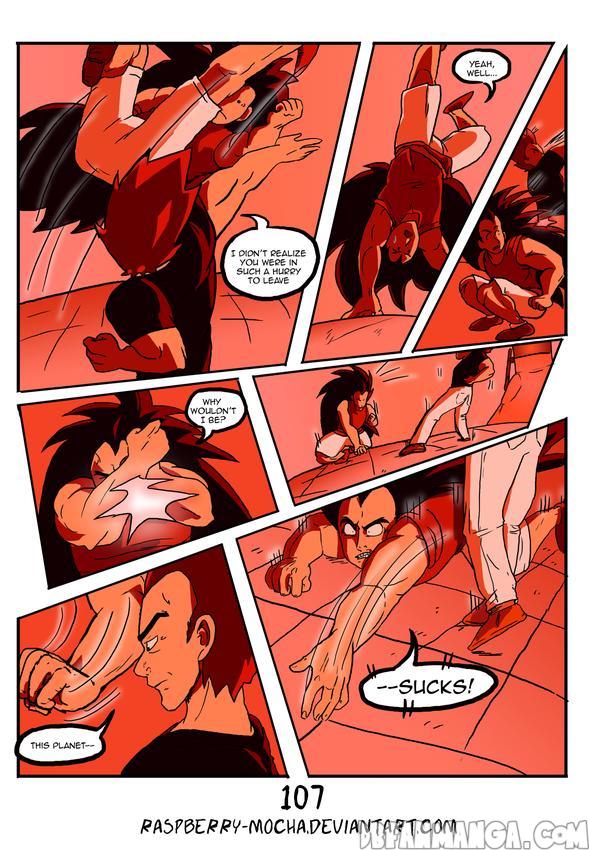 YEAH,
WELL...
I DIDN'T REALIZE
YOU WERE IN
SUCH A HURRY
TO LEAVE
WHY
WOULDN'T
I BE?
THIS PLANET--
--SUCKS!
107
RASPBERRY-MOCHA.DEVIANTART.COM
DBFANMANGA.COM